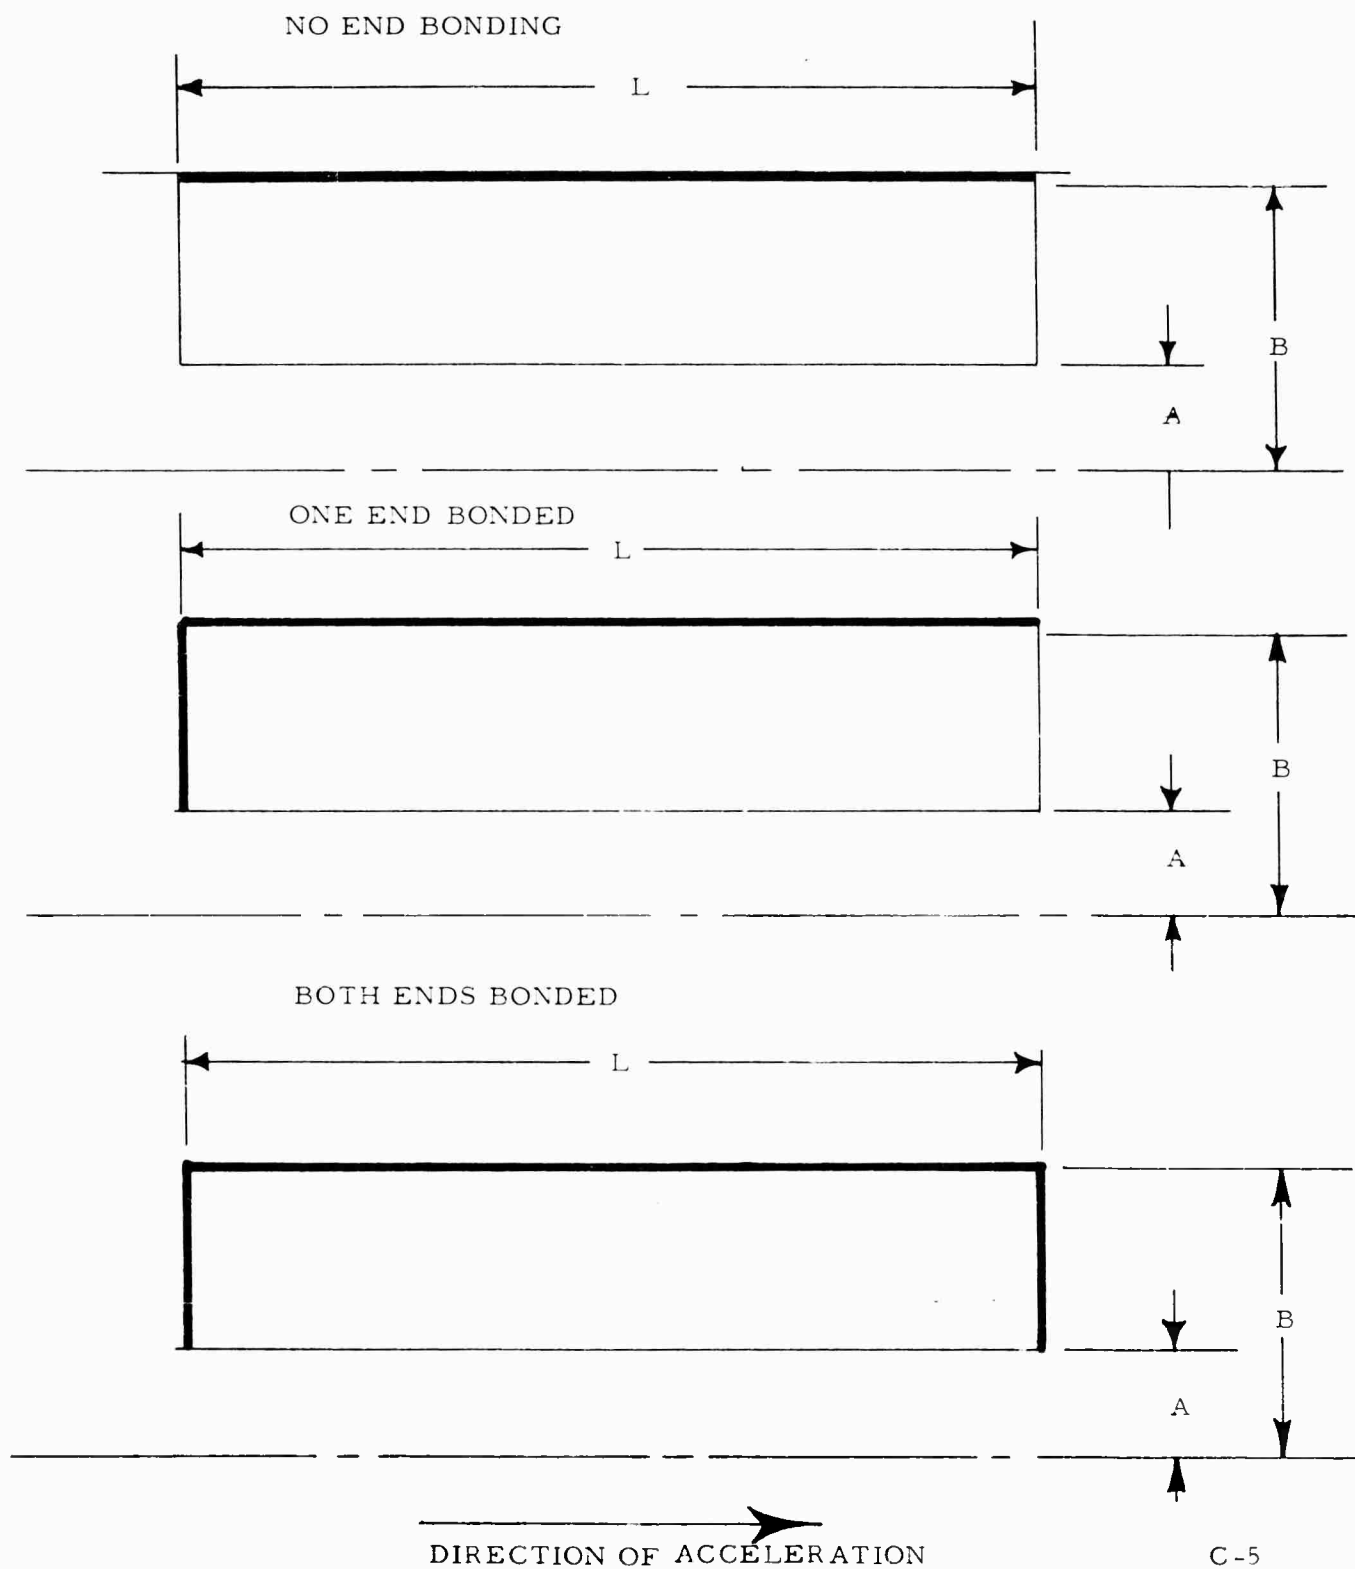 NO END BONDING
L
B
A
ONE END BONDED
L
B
A
BOTH ENDS BONDED
L
B
A
DIRECTION OF ACCELERATION
C-5